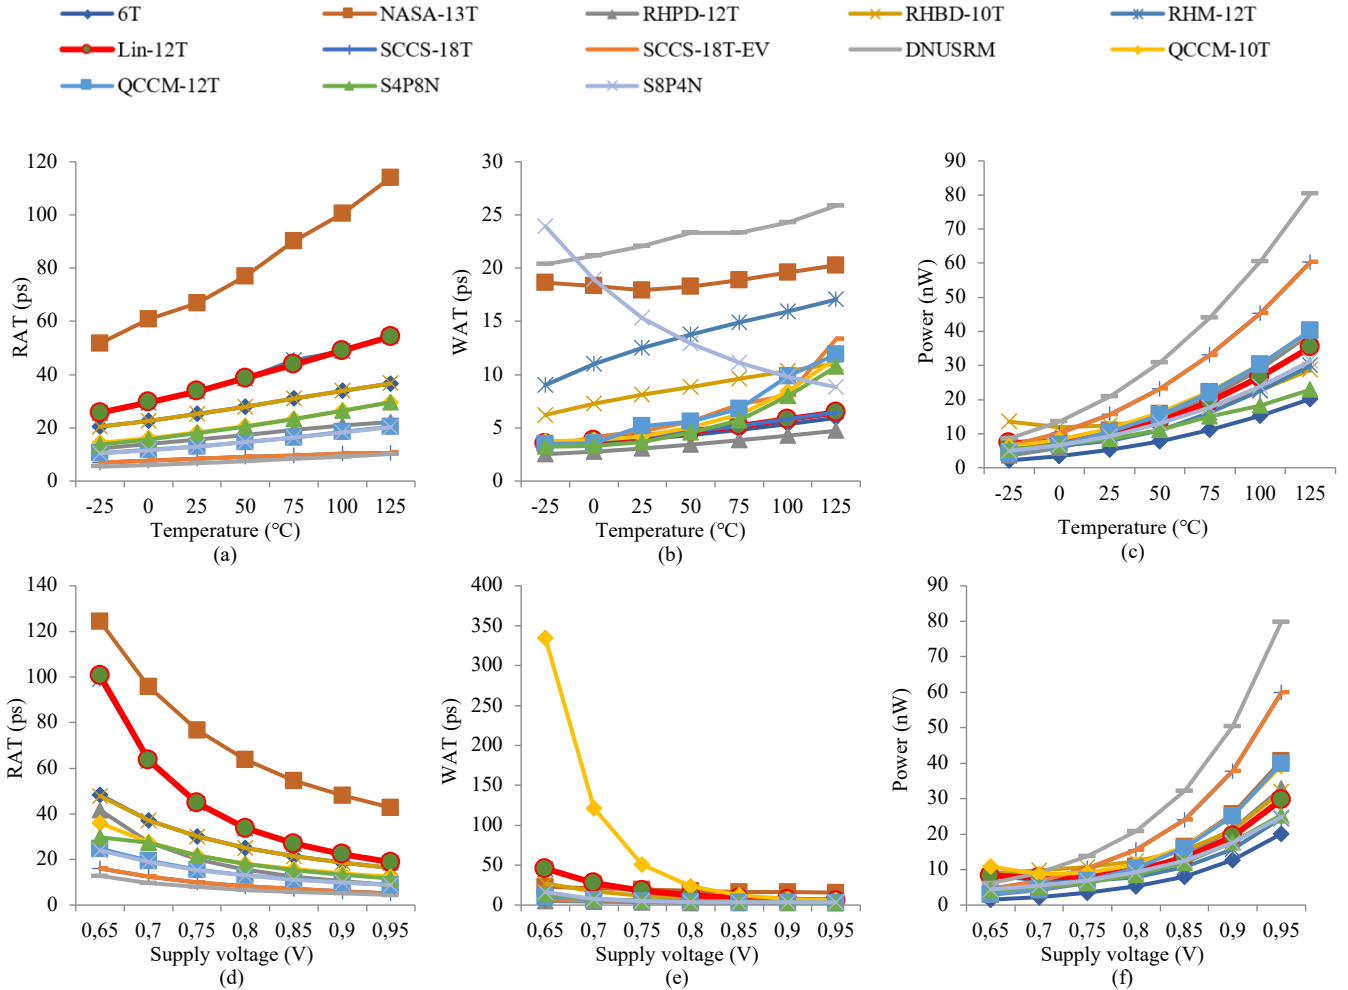 6T NASA-13T RHPD-12T RHBD-10T RHM-12T
Lin-12T SCCS-18T SCCS-18T-EV DNUSRM QCCM-10T
QCCM-12T S4P8N S8P4N
RAT (ps)
120
100
80
60
40
20
0
-25 0 25 50 75 100 125
Temperature (℃)
(a)
WAT (ps)
30
25
20
15
10
5
0
-25 0 25 50 75 100 125
Temperature (℃)
(b)
Power (nW)
90
80
70
60
50
40
30
20
10
0
-25 0 25 50 75 100 125
Temperature (℃)
(c)
RAT (ps)
140
120
100
80
60
40
20
0
0,65 0,7 0,75 0,8 0,85 0,9 0,95
Supply voltage (V)
(d)
WAT (ps)
400
350
300
250
200
150
100
50
0
0,65 0,7 0,75 0,8 0,85 0,9 0,95
Supply voltage (V)
(e)
Power (nW)
90
80
70
60
50
40
30
20
10
0
0,65 0,7 0,75 0,8 0,85 0,9 0,95
Supply voltage (V)
(f)